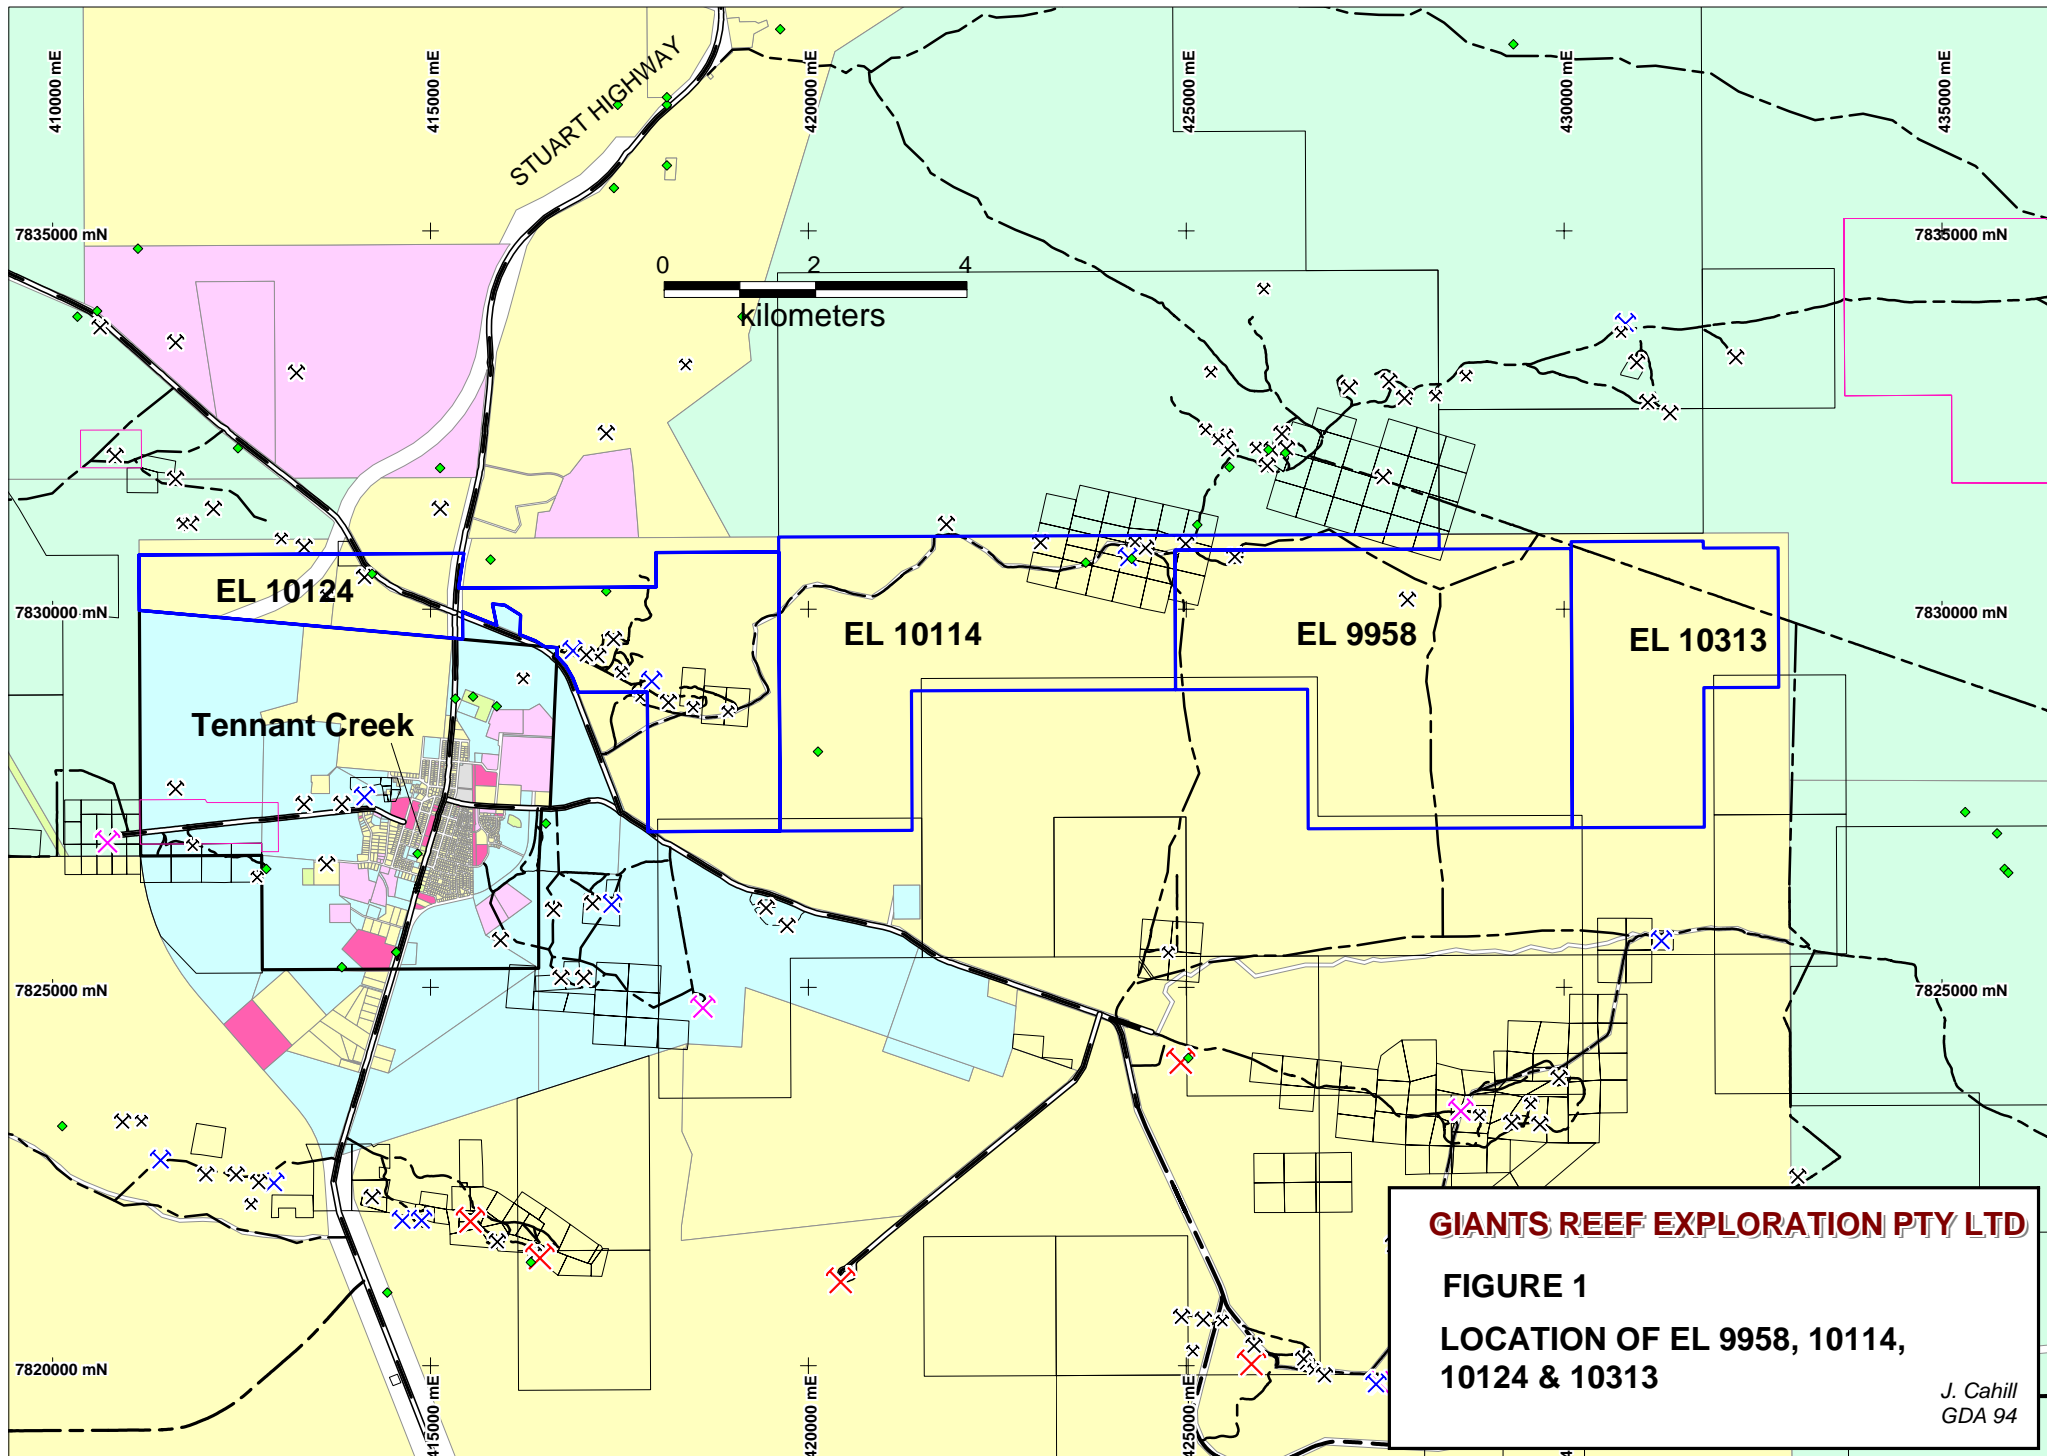 410000 mE
415000 mE
420000 mE
425000 mE
430000 mE
435000 mE
STUART HIGHWAY
7835000 mN
7835000 mN
0 2 4
kilometers
EL 10124
7830000 mN
7830000 mN
EL 10114
EL 9958
EL 10313
Tennant Creek
7825000 mN
7825000 mN
7820000 mN
415000 mE
420000 mE
425000 mE
GIANTS REEF EXPLORATION PTY LTD
FIGURE 1
LOCATION OF EL 9958, 10114,
10124 & 10313
J. Cahill
GDA 94